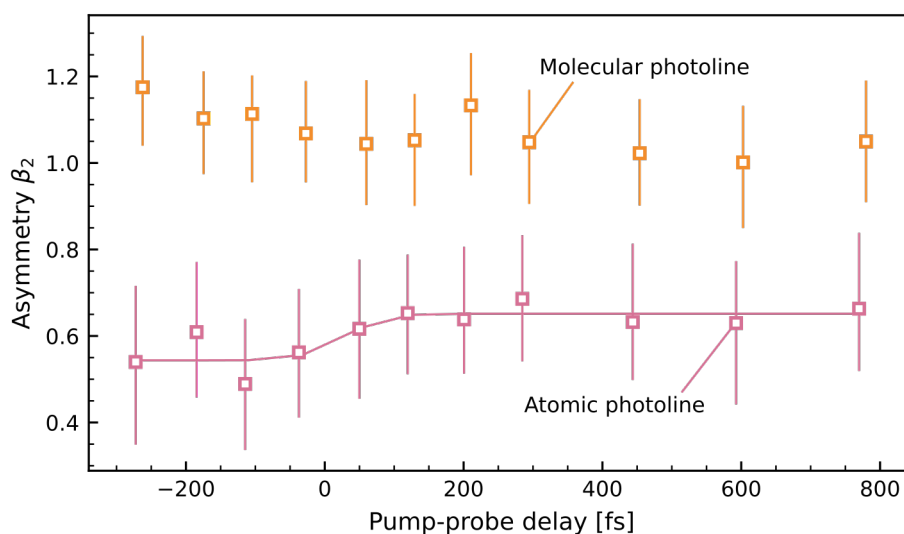 1.2
1.0
0.8
0.6
0.4
Asymmetry β₂
Molecular photoline
Atomic photoline
−200 0 200 400 600 800
Pump-probe delay [fs]